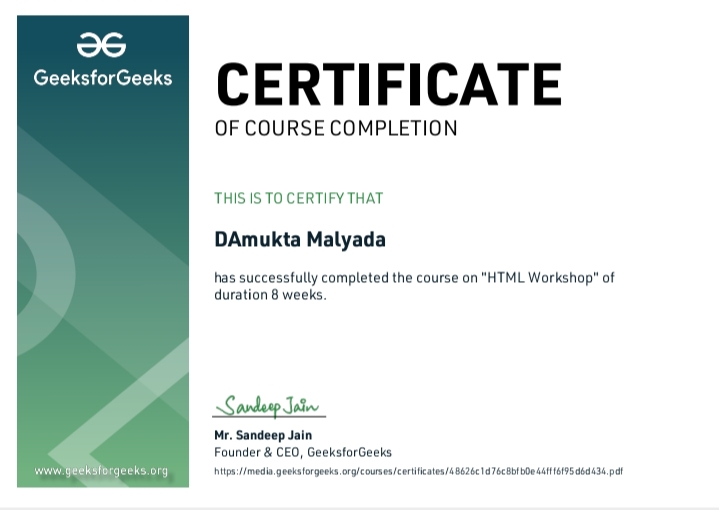 GeeksforGeeks
CERTIFICATE
OF COURSE COMPLETION
THIS IS TO CERTIFY THAT
DAmukta Malyada
has successfully completed the course on "HTML Workshop" of
duration 8 weeks.
Sandeep Jain
Mr. Sandeep Jain
Founder & CEO, GeeksforGeeks
www.geeksforgeeks.org
https://media.geeksforgeeks.org/courses/certificates/48626c1d76c8bfb0e44fff6f95d6d434.pdf